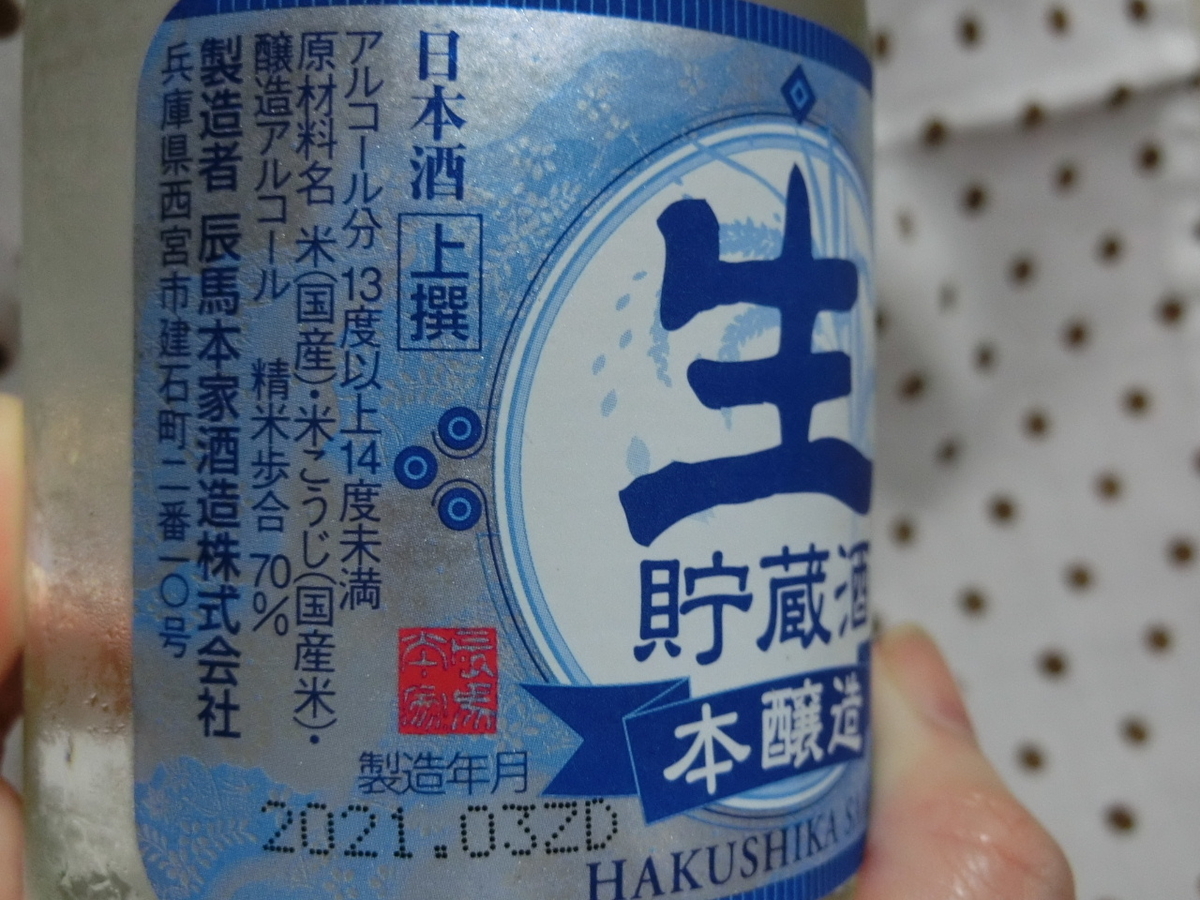 生
貯蔵酒
本醸造
HAKUSHIKA
日本酒 上撰
アルコール分 13度以上14度未満
原材料名 米(国産)・米こうじ(国産米)・
醸造アルコール 精米歩合 70%
製造者 辰馬本家酒造株式会社
兵庫県西宮市建石町二番一〇号
辰馬
本家
製造年月
2021.03ZD